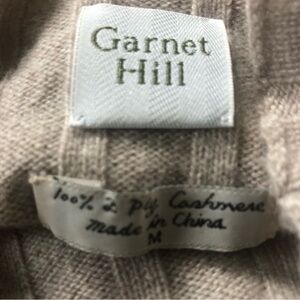 Garnet
Hill
100% 2 ply Cashmere
made in China
M